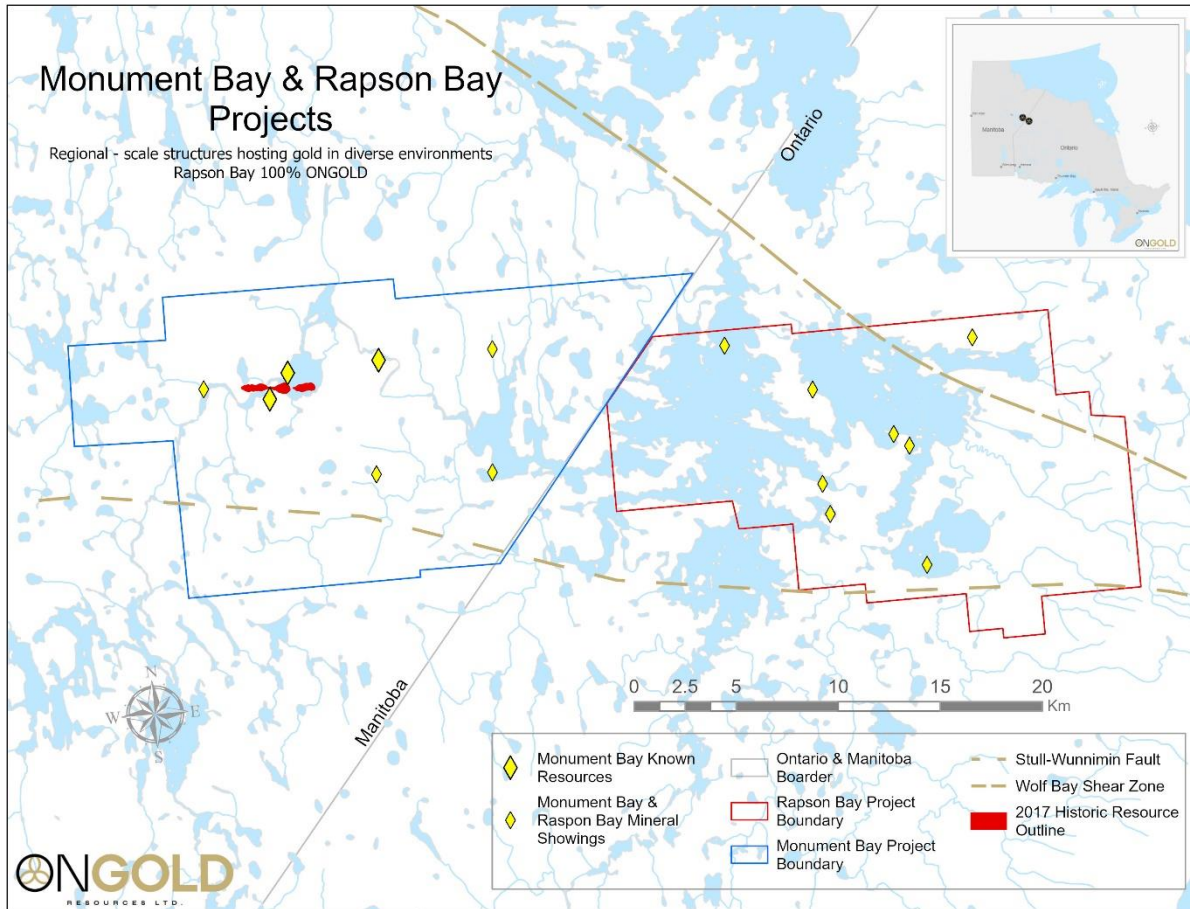 Monument Bay & Rapson Bay
Projects
Regional - scale structures hosting gold in diverse environments
Rapson Bay 100% ONGOLD
Ontario
Manitoba
Manitoba
Ontario
ONGOLD
N
W
E
S
0
2.5
5
10
15
20
Km
Monument Bay Known
Resources
Monument Bay &
Raspon Bay Mineral
Showings
Ontario & Manitoba
Boarder
Rapson Bay Project
Boundary
Monument Bay Project
Boundary
Stull-Wunnimin Fault
Wolf Bay Shear Zone
2017 Historic Resource
Outline
ONGOLD
RESOURCES LTD.